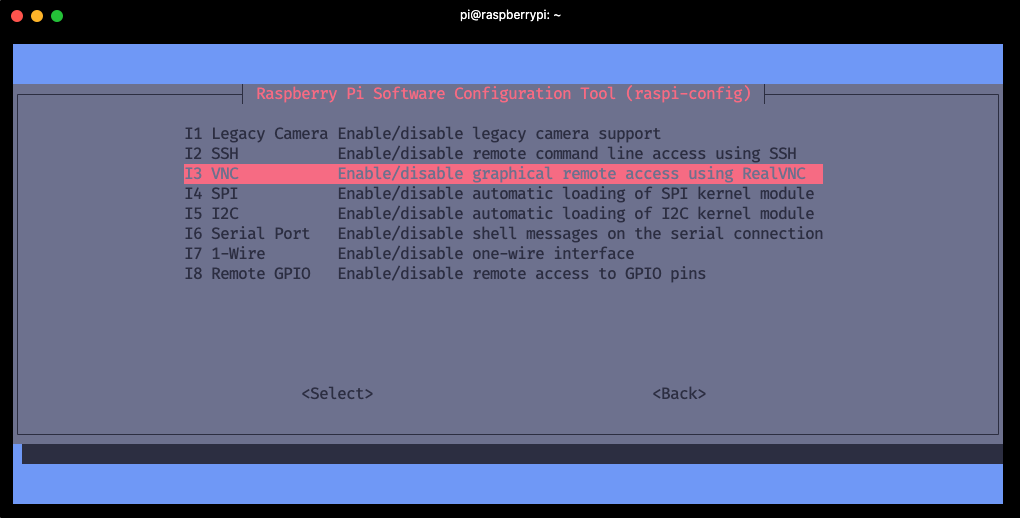 pi@raspberrypi: ~
Raspberry Pi Software Configuration Tool (raspi-config)
I1 Legacy Camera Enable/disable legacy camera support
I2 SSH Enable/disable remote command line access using SSH
I3 VNC Enable/disable graphical remote access using RealVNC
I4 SPI Enable/disable automatic loading of SPI kernel module
I5 I2C Enable/disable automatic loading of I2C kernel module
I6 Serial Port Enable/disable shell messages on the serial connection
I7 1-Wire Enable/disable one-wire interface
I8 Remote GPIO Enable/disable remote access to GPIO pins
<Select> <Back>